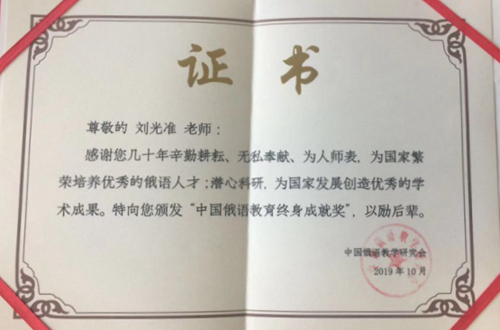 证书
尊敬的 刘光准 老师：
感谢您几十年辛勤耕耘、无私奉献、为人师表，为国家繁
荣培养优秀的俄语人才；潜心科研，为国家发展创造优秀的学
术成果。特向您颁发“中国俄语教育终身成就奖”，以励后辈。
中国俄语教学研究会
2019年10月